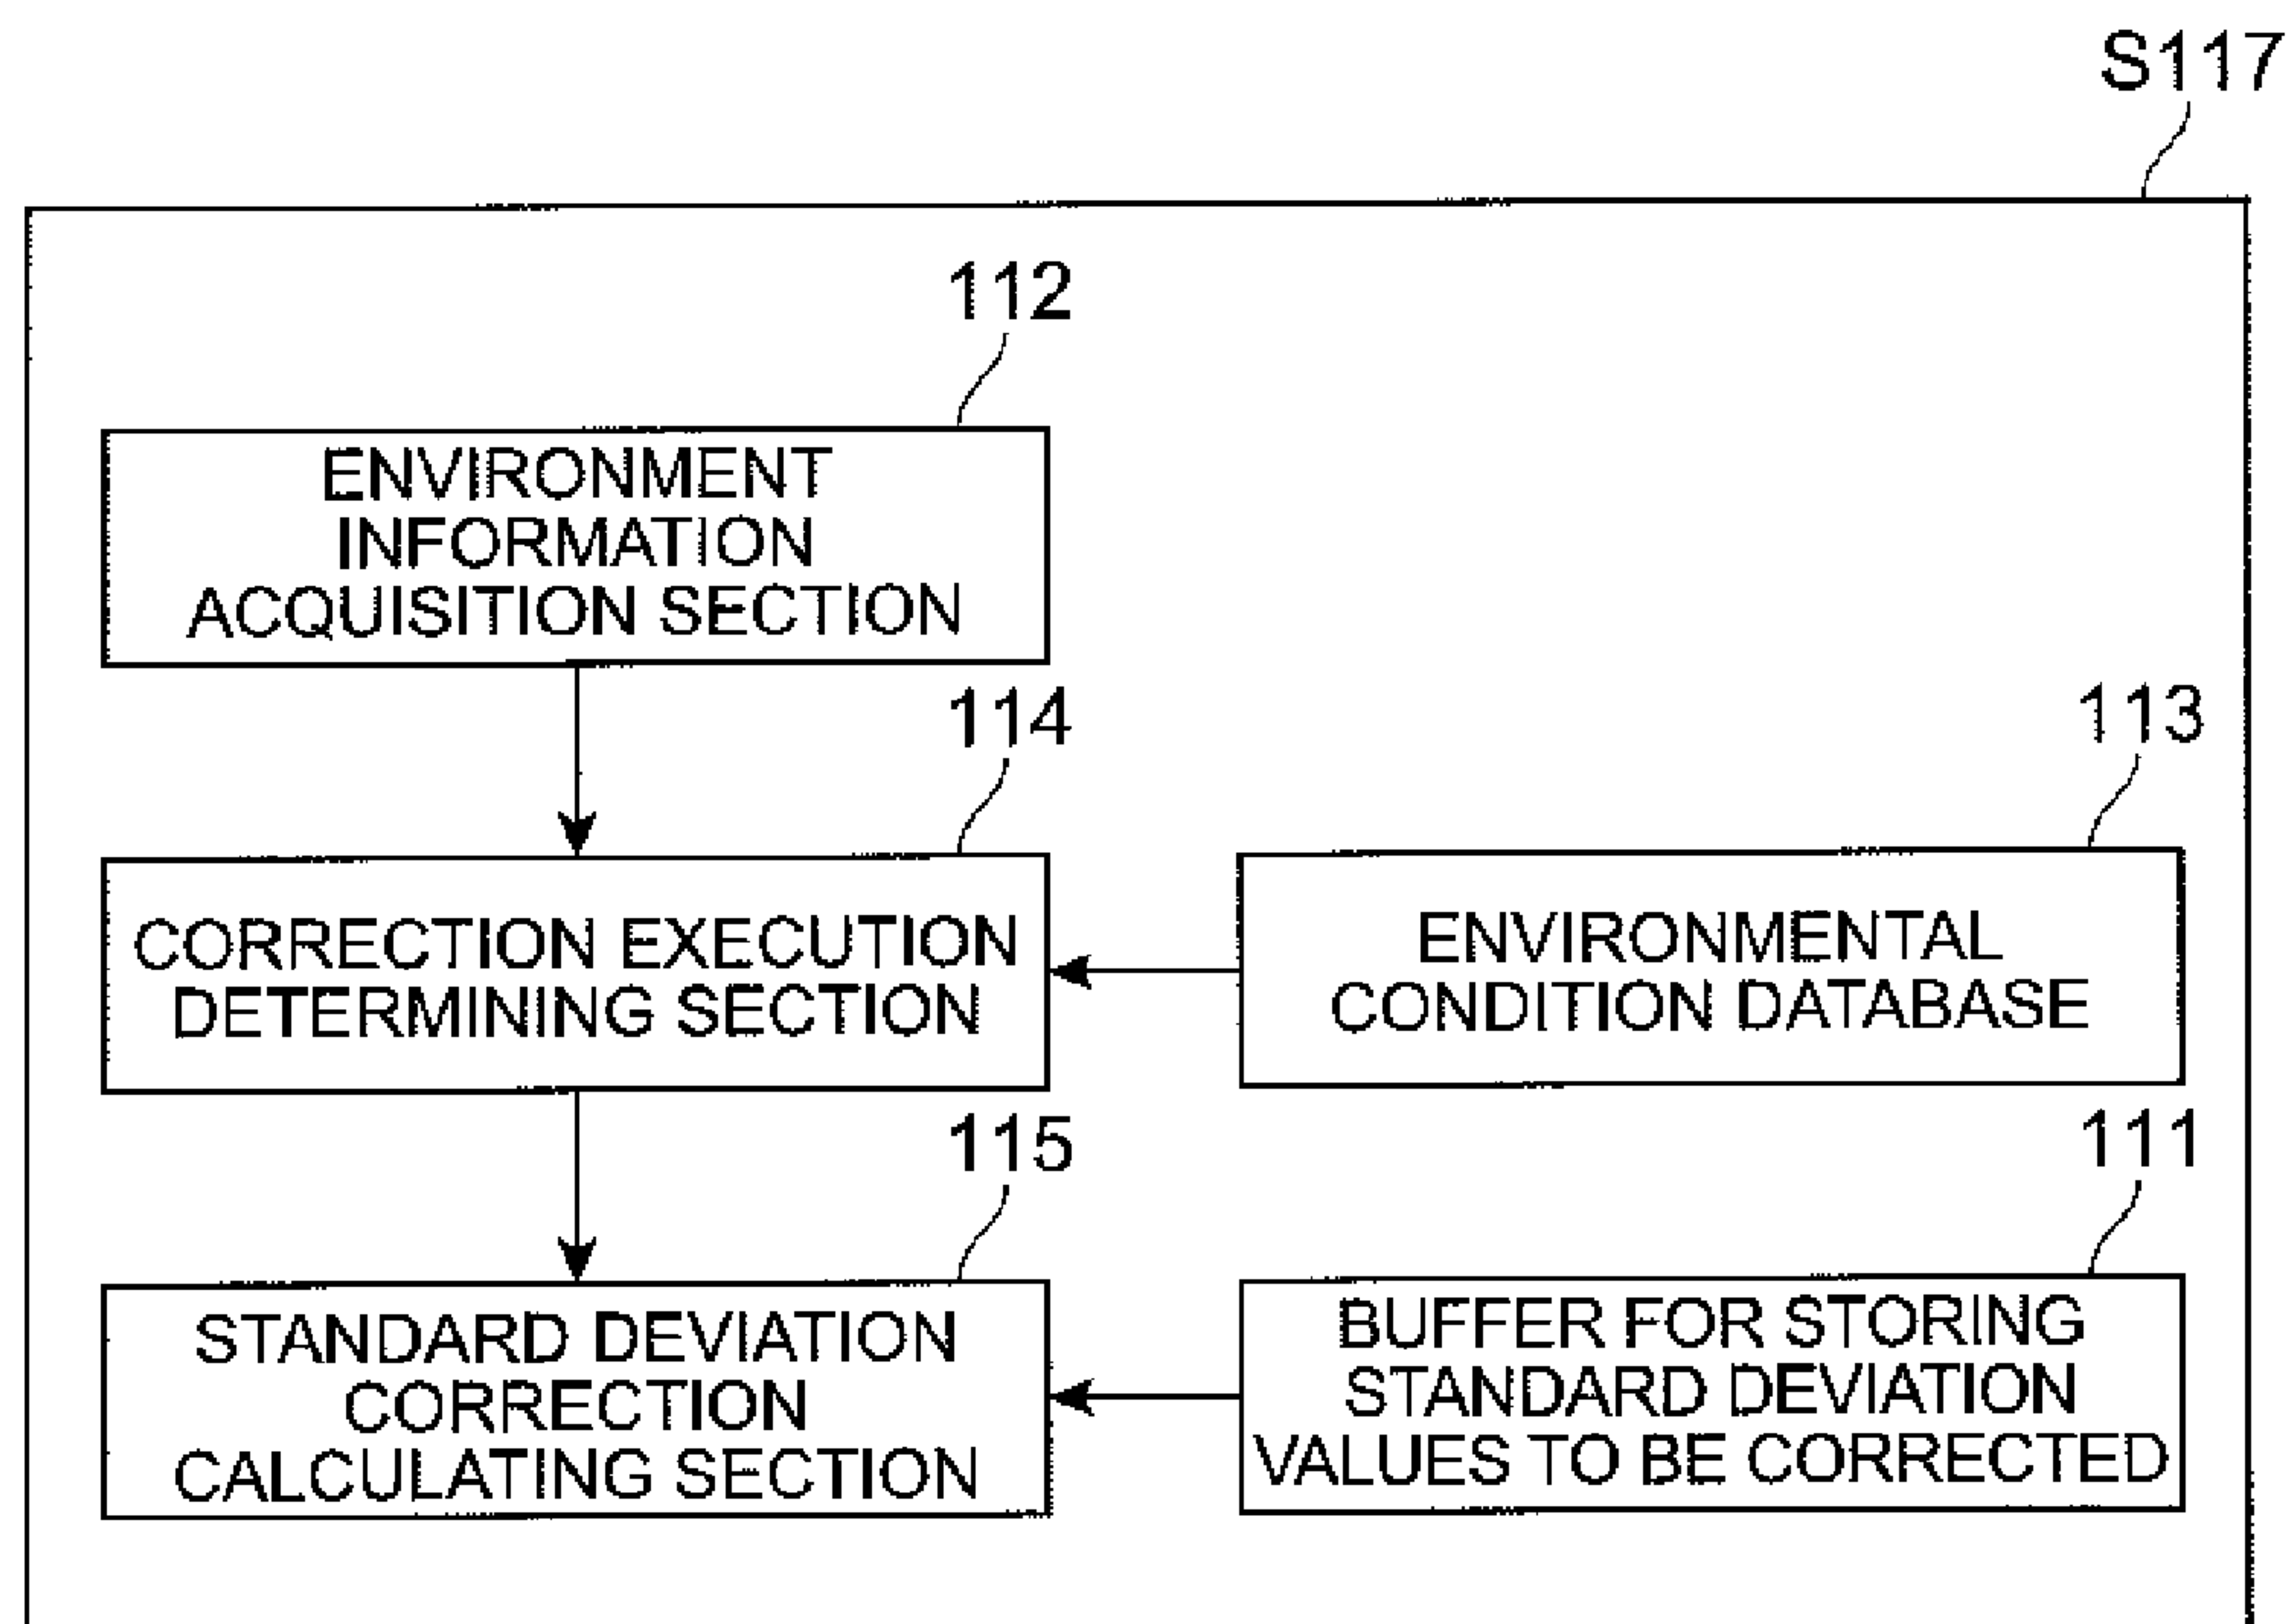 S117
112
ENVIRONMENT
INFORMATION
ACQUISITION SECTION
114
CORRECTION EXECUTION
DETERMINING SECTION
113
ENVIRONMENTAL
CONDITION DATABASE
115
STANDARD DEVIATION
CORRECTION
CALCULATING SECTION
111
BUFFER FOR STORING
STANDARD DEVIATION
VALUES TO BE CORRECTED